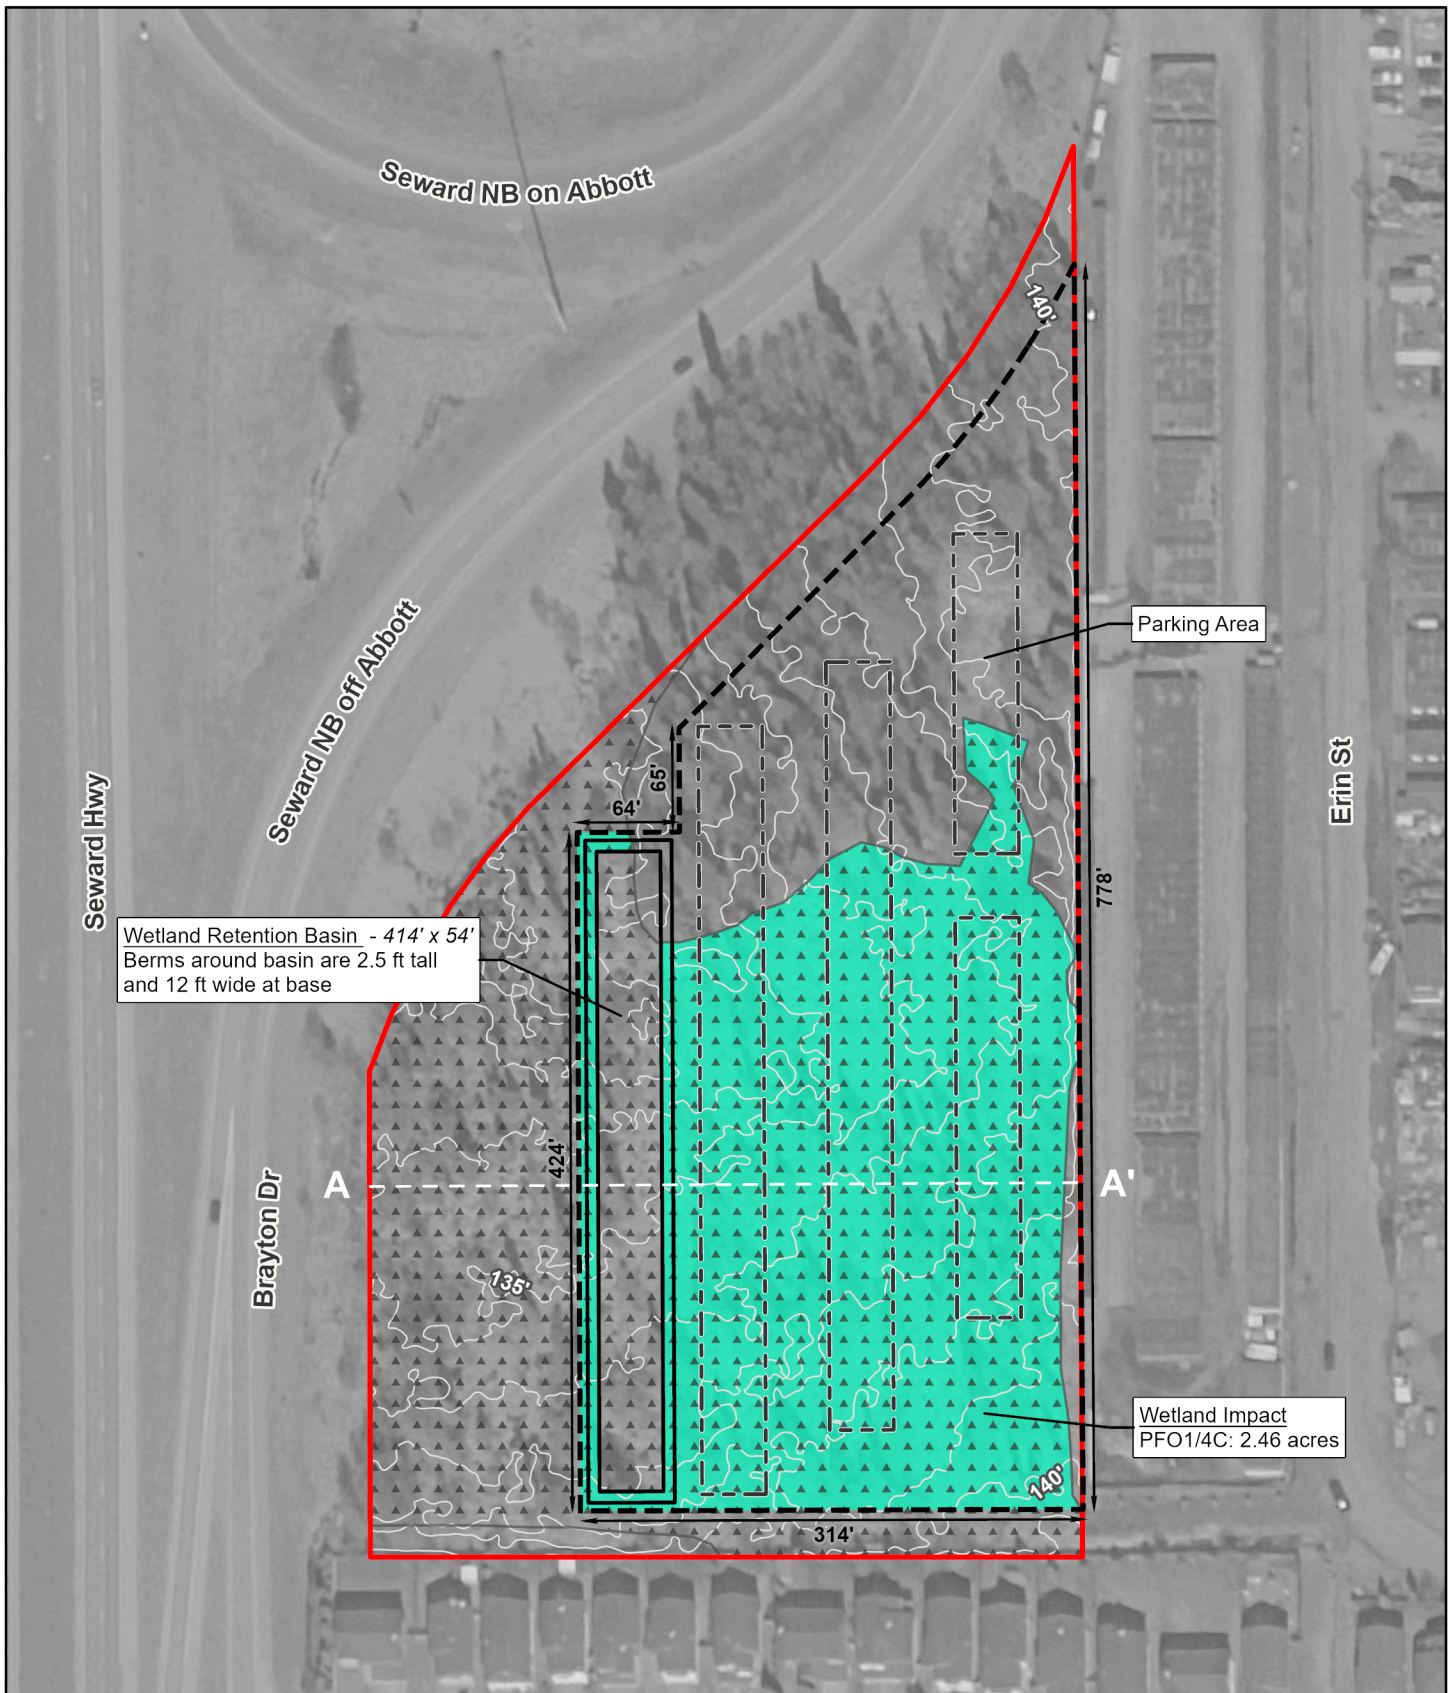 Seward NB on Abbott
140'
Parking Area
Seward NB off Abbott
65'
64'
Seward Hwy
Erin St
778'
Wetland Retention Basin - 414' x 54'
Berms around basin are 2.5 ft tall
and 12 ft wide at base
424'
A
A'
Brayton Dr
135'
Wetland Impact
PFO1/4C: 2.46 acres
140'
314'